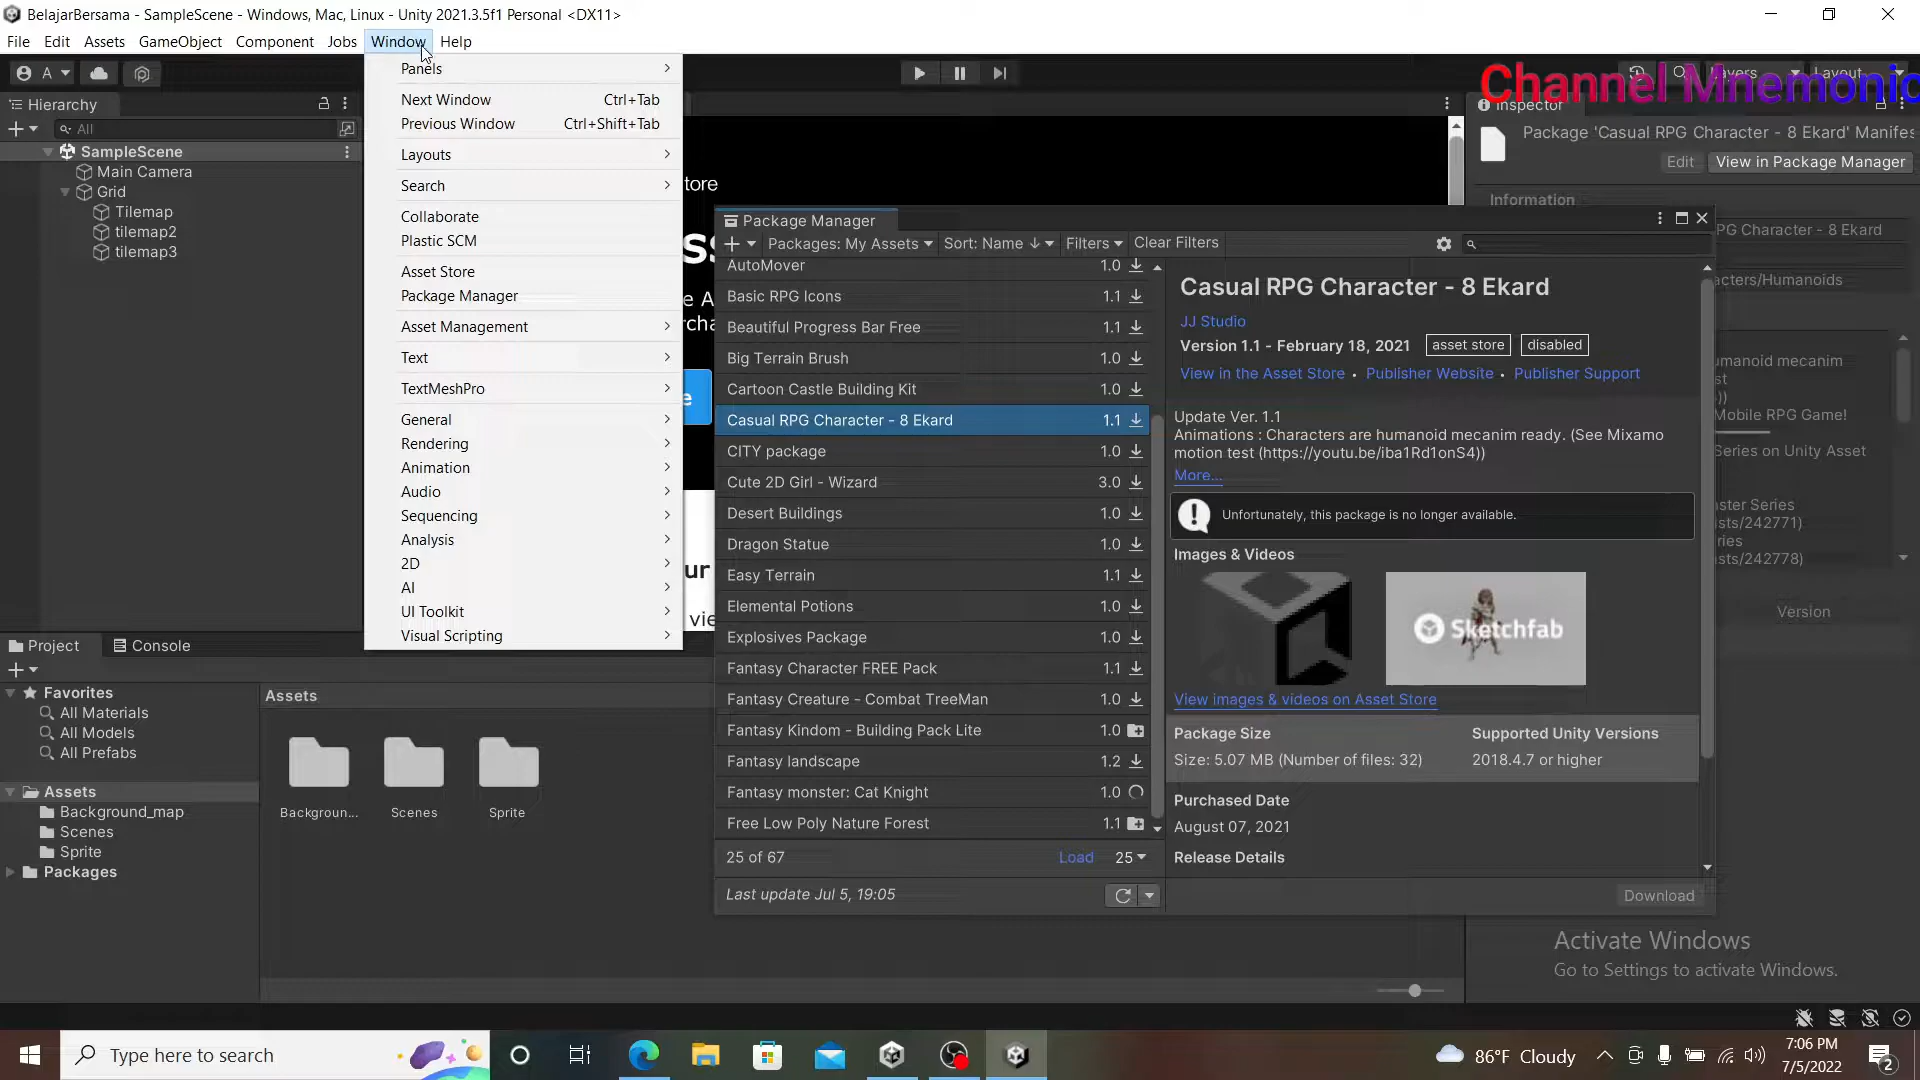 BelajarBersama - SampleScene - Windows, Mac, Linux - Unity 2021.3.5f1 Personal <DX11>
File Edit Assets GameObject Component Jobs Window Help
A
Layers Layout
Channel Mnemonic
Hierarchy
All
SampleScene
Main Camera
Grid
Tilemap
tilemap2
tilemap3
Panels
Next Window Ctrl+Tab
Previous Window Ctrl+Shift+Tab
Layouts
Search
Collaborate
Plastic SCM
Asset Store
Package Manager
Asset Management
Text
TextMeshPro
General
Rendering
Animation
Audio
Sequencing
Analysis
2D
AI
UI Toolkit
Visual Scripting
tore
Package Manager
Packages: My Assets Sort: Name ↓ Filters Clear Filters
AutoMover 1.0
Basic RPG Icons 1.1
Beautiful Progress Bar Free 1.1
Big Terrain Brush 1.0
Cartoon Castle Building Kit 1.0
Casual RPG Character - 8 Ekard 1.1
CITY package 1.0
Cute 2D Girl - Wizard 3.0
Desert Buildings 1.0
Dragon Statue 1.0
Easy Terrain 1.1
Elemental Potions 1.0
Explosives Package 1.0
Fantasy Character FREE Pack 1.1
Fantasy Creature - Combat TreeMan 1.0
Fantasy Kindom - Building Pack Lite 1.0
Fantasy landscape 1.2
Fantasy monster: Cat Knight 1.0
Free Low Poly Nature Forest 1.1
25 of 67 Load 25
Last update Jul 5, 19:05
Casual RPG Character - 8 Ekard
JJ Studio
Version 1.1 - February 18, 2021 asset store disabled
View in the Asset Store • Publisher Website • Publisher Support
Update Ver. 1.1
Animations : Characters are humanoid mecanim ready. (See Mixamo
motion test (https://youtu.be/iba1Rd1onS4))
More...
Unfortunately, this package is no longer available.
Images & Videos
Sketchfab
View images & videos on Asset Store
Package Size Supported Unity Versions
Size: 5.07 MB (Number of files: 32) 2018.4.7 or higher
Purchased Date
August 07, 2021
Release Details
Download
Inspector
Package 'Casual RPG Character - 8 Ekard' Manifes
Edit View in Package Manager
Information
PG Character - 8 Ekard
acters/Humanoids
umanoid mecanim
st
))
Mobile RPG Game!
Series on Unity Asset
nster Series
sts/242771)
ries
sts/242778)
Version
Project Console
Favorites
All Materials
All Models
All Prefabs
Assets
Background_map
Scenes
Sprite
Packages
Assets
Backgroun... Scenes Sprite
Activate Windows
Go to Settings to activate Windows.
Type here to search
86°F Cloudy
7:06 PM
7/5/2022
2